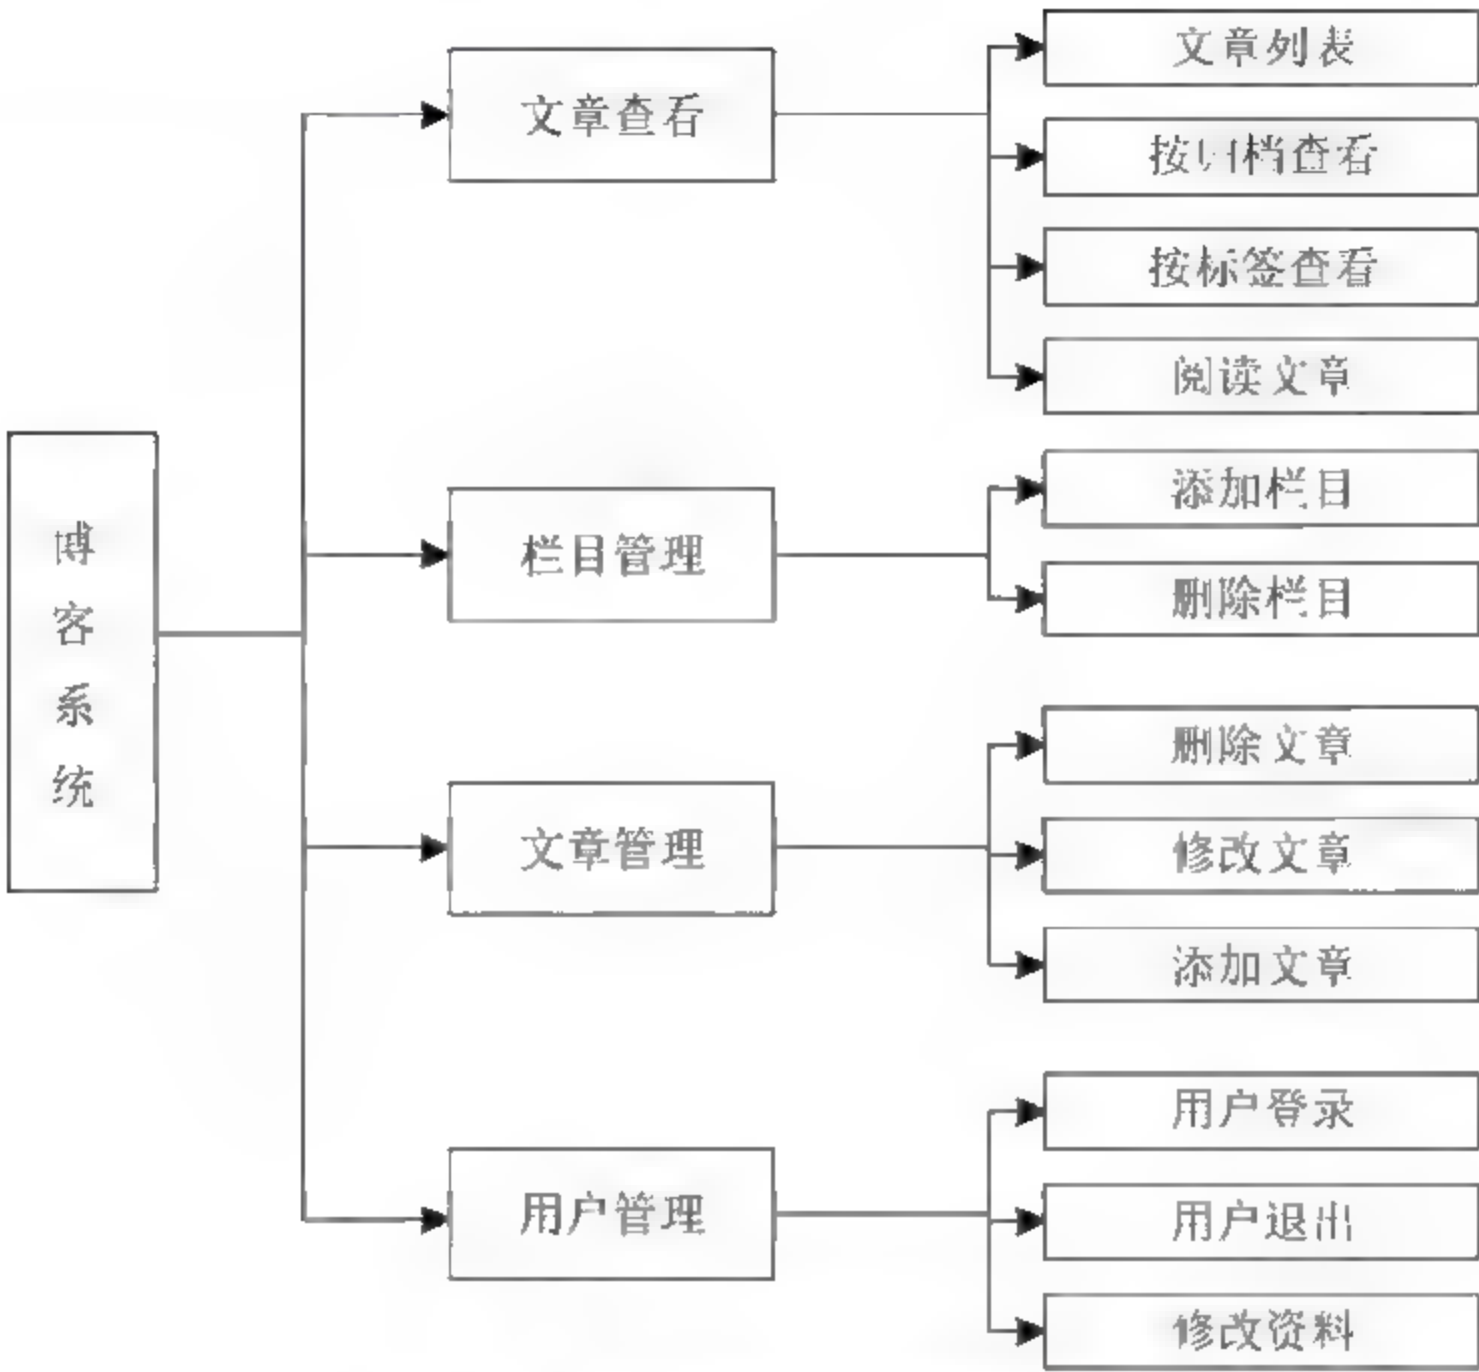 博客系统
文章查看
文章列表
按归档查看
按标签查看
阅读文章
栏目管理
添加栏目
删除栏目
文章管理
删除文章
修改文章
添加文章
用户管理
用户登录
用户退出
修改资料